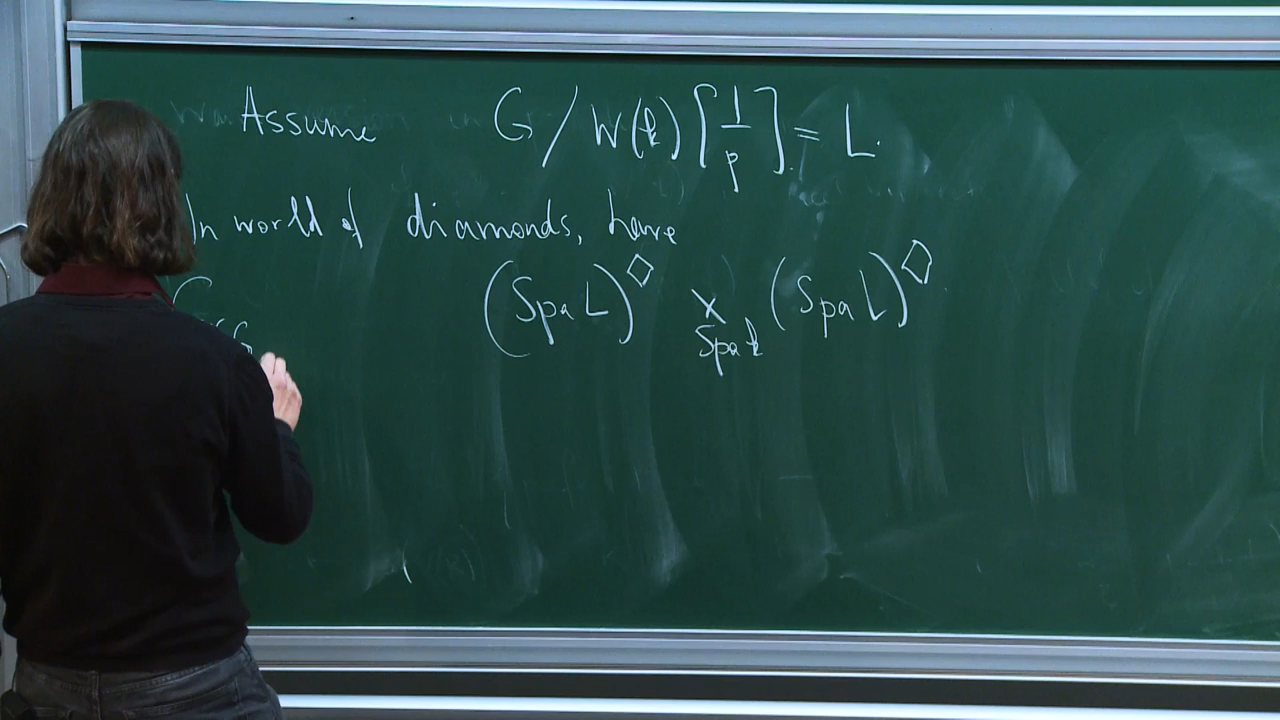 Assume G / W(k)[1/p] = L.
In world of diamonds, have
(Spa L)^◇ ×_{Spa k} (Spa L)^◇